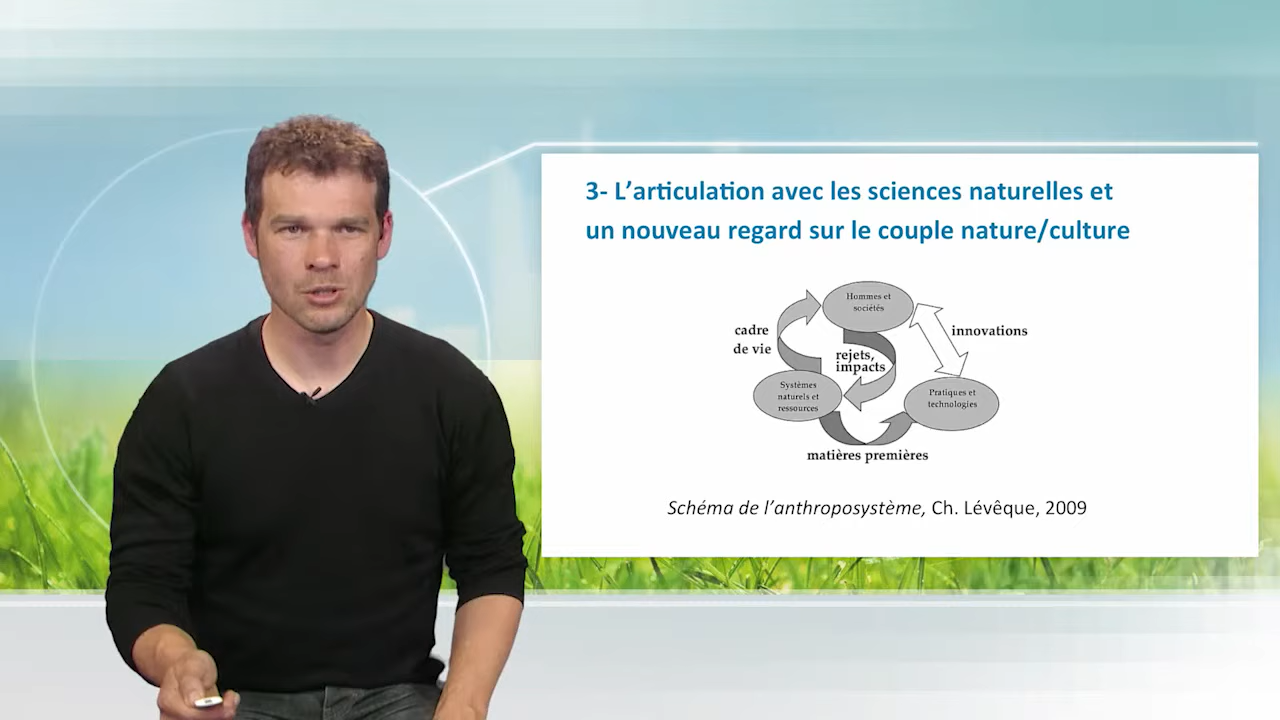 3- L’articulation avec les sciences naturelles et
un nouveau regard sur le couple nature/culture
Hommes et
sociétés
cadre
de vie
innovations
rejets,
impacts
Systèmes
naturels et
ressources
Pratiques et
technologies
matières premières
Schéma de l’anthroposystème, Ch. Lévêque, 2009